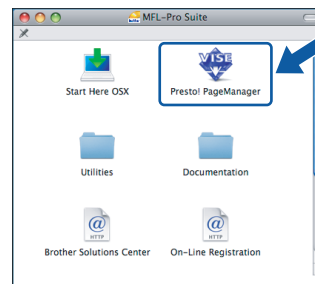 MFL-Pro Suite
VISE
Start Here OSX
Presto! PageManager
Utilities
Documentation
@
HTTP
@
HTTP
Brother Solutions Center
On-Line Registration